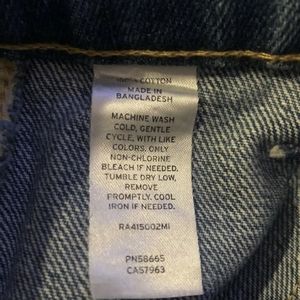 100% COTTON
MADE IN
BANGLADESH
MACHINE WASH
COLD, GENTLE
CYCLE, WITH LIKE
COLORS. ONLY
NON-CHLORINE
BLEACH IF NEEDED.
TUMBLE DRY LOW,
REMOVE
PROMPTLY. COOL
IRON IF NEEDED.
RA415002MI
PN58665
CA57963